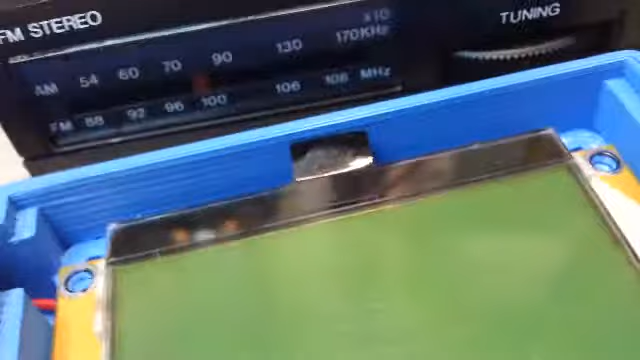 FM STEREO
TUNING
x10
AM 54 60 70 90 130 170KHz
FM 88 92 96 100 106 108 MHz